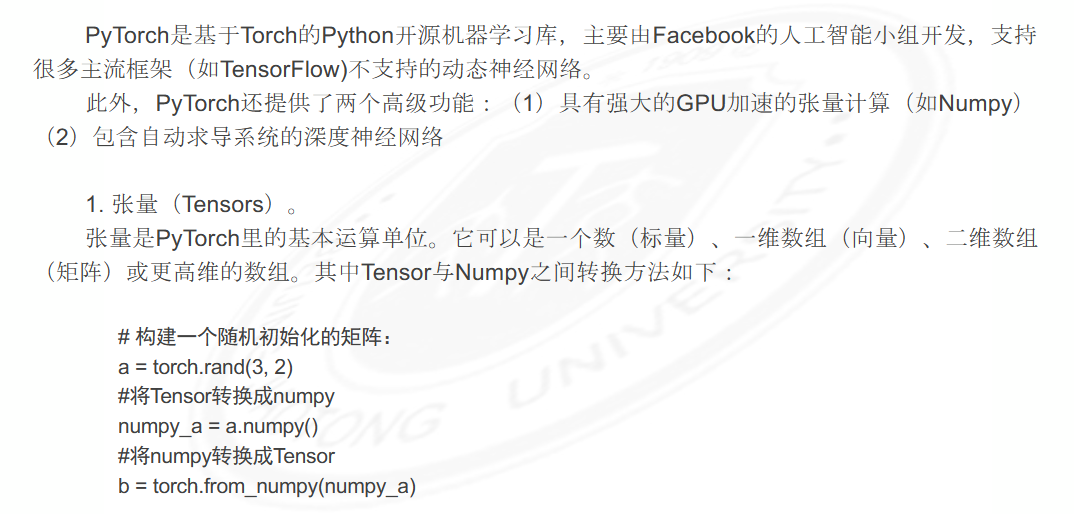 PyTorch是基于Torch的Python开源机器学习库，主要由Facebook的人工智能小组开发，支持
很多主流框架（如TensorFlow)不支持的动态神经网络。
此外，PyTorch还提供了两个高级功能：（1）具有强大的GPU加速的张量计算（如Numpy）
（2）包含自动求导系统的深度神经网络
1. 张量（Tensors）。
张量是PyTorch里的基本运算单位。它可以是一个数（标量）、一维数组（向量）、二维数组
（矩阵）或更高维的数组。其中Tensor与Numpy之间转换方法如下：
# 构建一个随机初始化的矩阵：
a = torch.rand(3, 2)
#将Tensor转换成numpy
numpy_a = a.numpy()
#将numpy转换成Tensor
b = torch.from_numpy(numpy_a)
UNIVERSITY